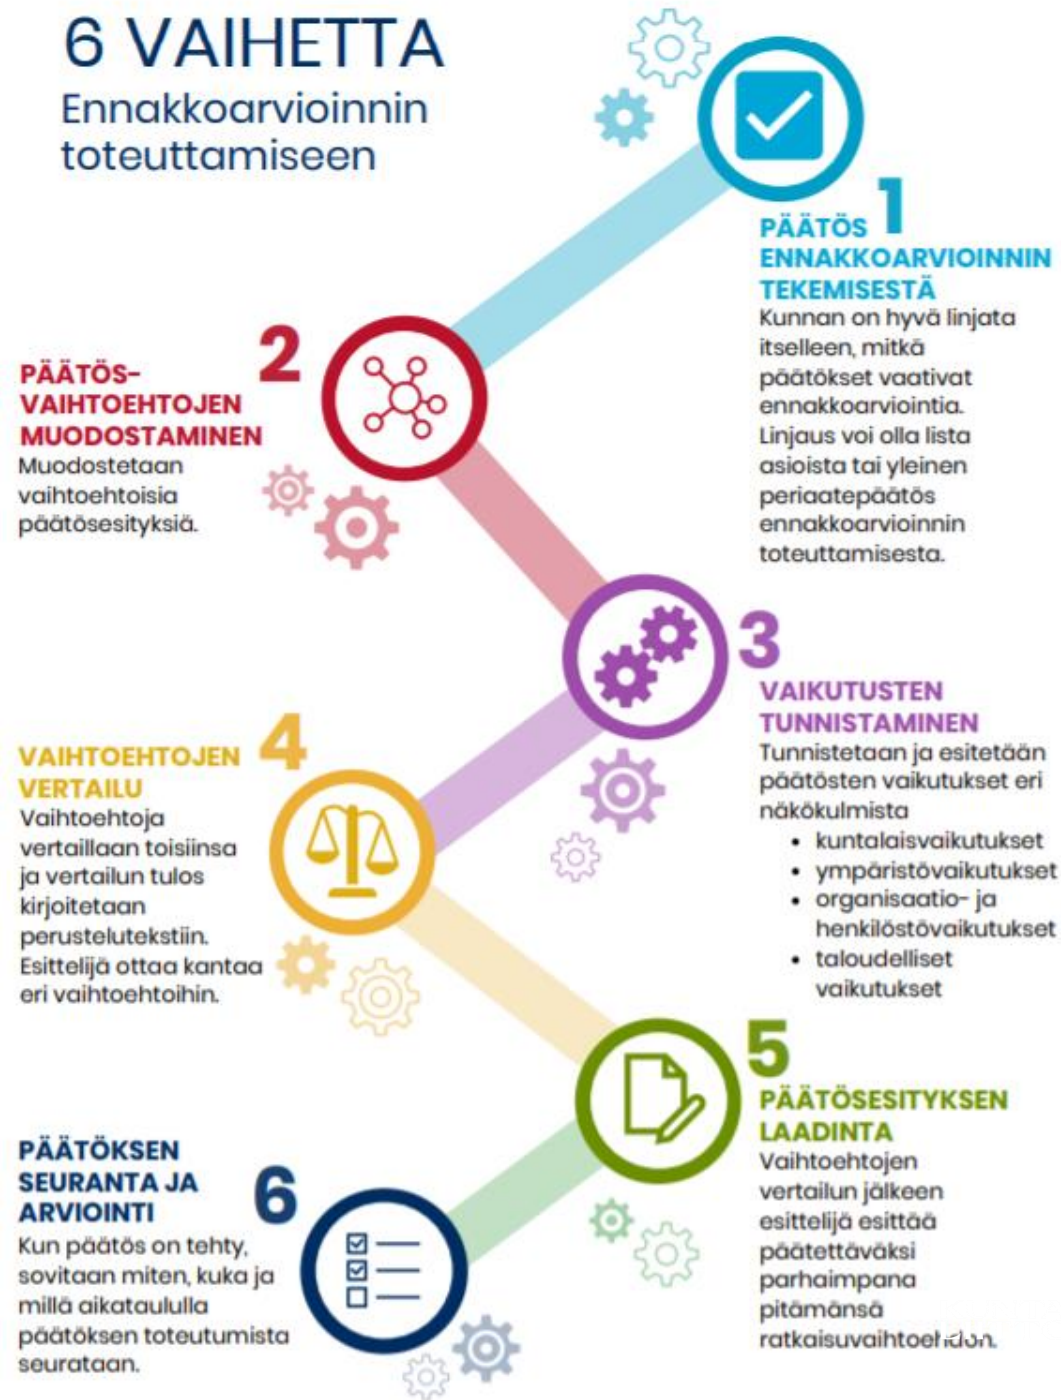 6 VAIHETTA
Ennakkoarvioinnin
toteuttamiseen
1
PÄÄTÖS
ENNAKKOARVIOINNIN
TEKEMISESTÄ
Kunnan on hyvä linjata
itselleen, mitkä
päätökset vaativat
ennakkoarviointia.
Linjaus voi olla lista
asioista tai yleinen
periaatepäätös
ennakkoarvioinnin
toteuttamisesta.
2
PÄÄTÖS-
VAIHTOEHTOJEN
MUODOSTAMINEN
Muodostetaan
vaihtoehtoisia
päätösesityksiä.
3
VAIKUTUSTEN
TUNNISTAMINEN
Tunnistetaan ja esitetään
päätösten vaikutukset eri
näkökulmista
• kuntalaisvaikutukset
• ympäristövaikutukset
• organisaatio- ja
henkilöstövaikutukset
• taloudelliset
vaikutukset
4
VAIHTOEHTOJEN
VERTAILU
Vaihtoehtoja
vertaillaan toisiinsa
ja vertailun tulos
kirjoitetaan
perustelutekstiin.
Esittelijä ottaa kantaa
eri vaihtoehtoihin.
5
PÄÄTÖSESITYKSEN
LAADINTA
Vaihtoehtojen
vertailun jälkeen
esittelijä esittää
päätettäväksi
parhaimpana
pitämänsä
ratkaisuvaihtoehdon.
6
PÄÄTÖKSEN
SEURANTA JA
ARVIOINTI
Kun päätös on tehty,
sovitaan miten, kuka ja
millä aikataululla
päätöksen toteutumista
seurataan.